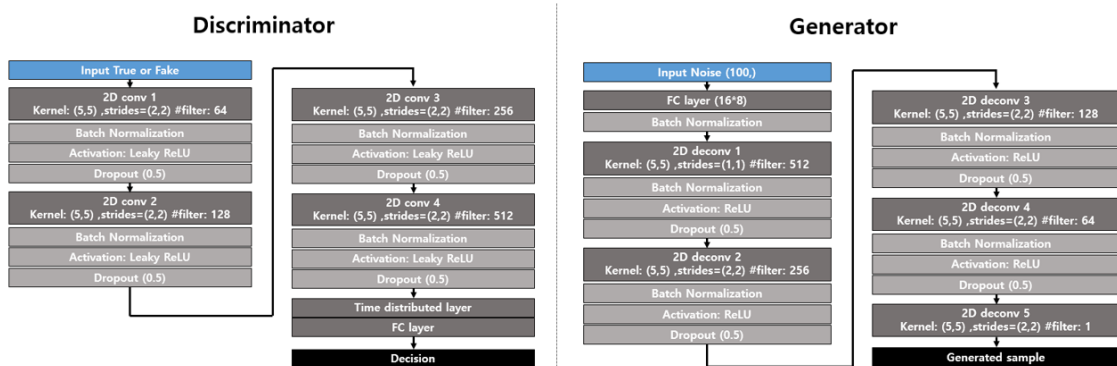 Discriminator
Input True or Fake
2D conv 1
Kernel: (5,5) ,strides=(2,2) #filter: 64
Batch Normalization
Activation: Leaky ReLU
Dropout (0.5)
2D conv 2
Kernel: (5,5) ,strides=(2,2) #filter: 128
Batch Normalization
Activation: Leaky ReLU
Dropout (0.5)
2D conv 3
Kernel: (5,5) ,strides=(2,2) #filter: 256
Batch Normalization
Activation: Leaky ReLU
Dropout (0.5)
2D conv 4
Kernel: (5,5) ,strides=(2,2) #filter: 512
Batch Normalization
Activation: Leaky ReLU
Dropout (0.5)
Time distributed layer
FC layer
Decision
Generator
Input Noise (100,)
FC layer (16*8)
Batch Normalization
2D deconv 1
Kernel: (5,5) ,strides=(1,1) #filter: 512
Batch Normalization
Activation: ReLU
Dropout (0.5)
2D deconv 2
Kernel: (5,5) ,strides=(2,2) #filter: 256
Batch Normalization
Activation: ReLU
Dropout (0.5)
2D deconv 3
Kernel: (5,5) ,strides=(2,2) #filter: 128
Batch Normalization
Activation: ReLU
Dropout (0.5)
2D deconv 4
Kernel: (5,5) ,strides=(2,2) #filter: 64
Batch Normalization
Activation: ReLU
Dropout (0.5)
2D deconv 5
Kernel: (5,5) ,strides=(2,2) #filter: 1
Generated sample